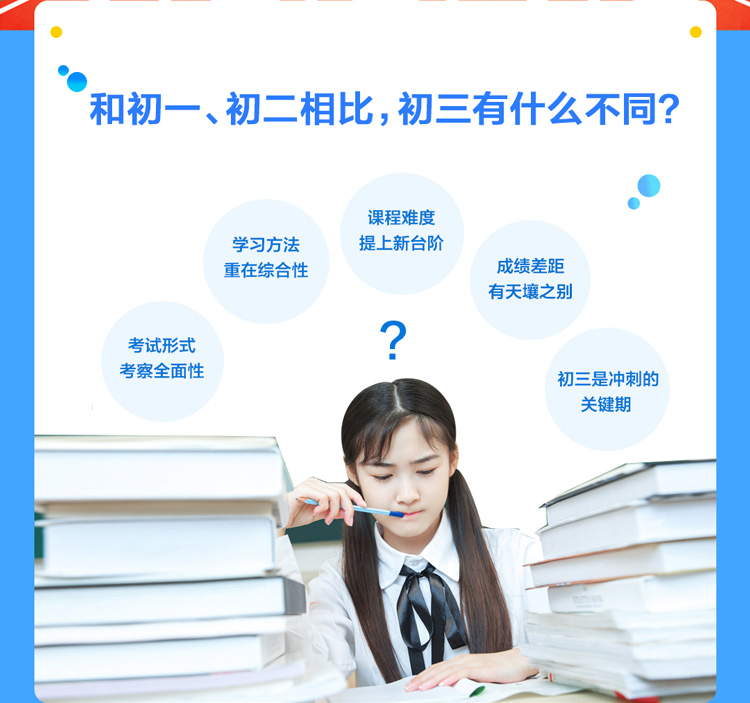 和初一、初二相比，初三有什么不同？
考试形式
考察全面性
学习方法
重在综合性
课程难度
提上新台阶
成绩差距
有天壤之别
初三是冲刺的
关键期
?